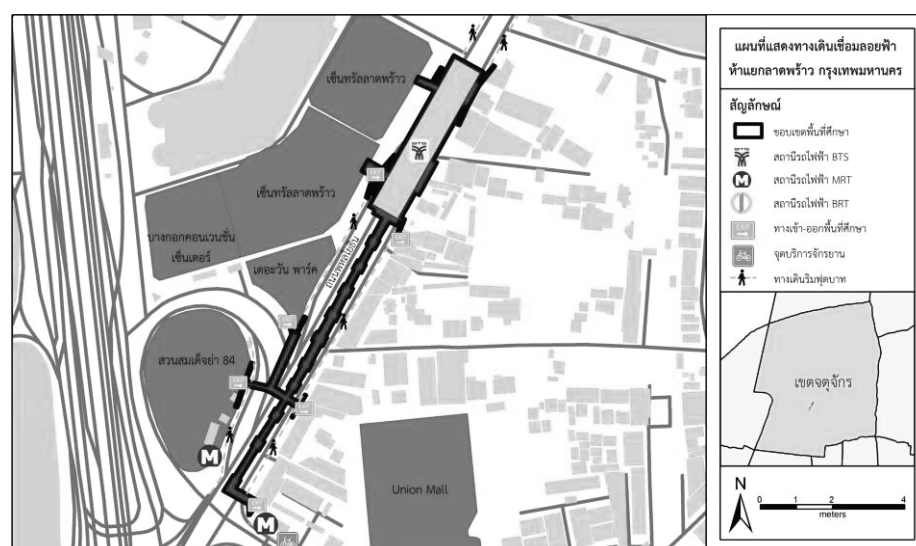 เซ็นทรัลลาดพร้าว
เซ็นทรัลลาดพร้าว
บางกอกคอนเวนชั่น
เซ็นเตอร์
เดอะวัน พาร์ค
ถนนพหลโยธิน
สวนสมเด็จย่า 84
Union Mall
M
M
EXIT
EXIT
EXIT
EXIT
EXIT
EXIT
แผนที่แสดงทางเดินเชื่อมลอยฟ้า
ห้าแยกลาดพร้าว กรุงเทพมหานคร
สัญลักษณ์
ขอบเขตพื้นที่ศึกษา
สถานีรถไฟฟ้า BTS
M สถานีรถไฟฟ้า MRT
สถานีรถไฟฟ้า BRT
EXIT ทางเข้า-ออกพื้นที่ศึกษา
จุดบริการจักรยาน
ทางเดินริมฟุตบาท
เขตจตุจักร
N
0 1 2 4
meters